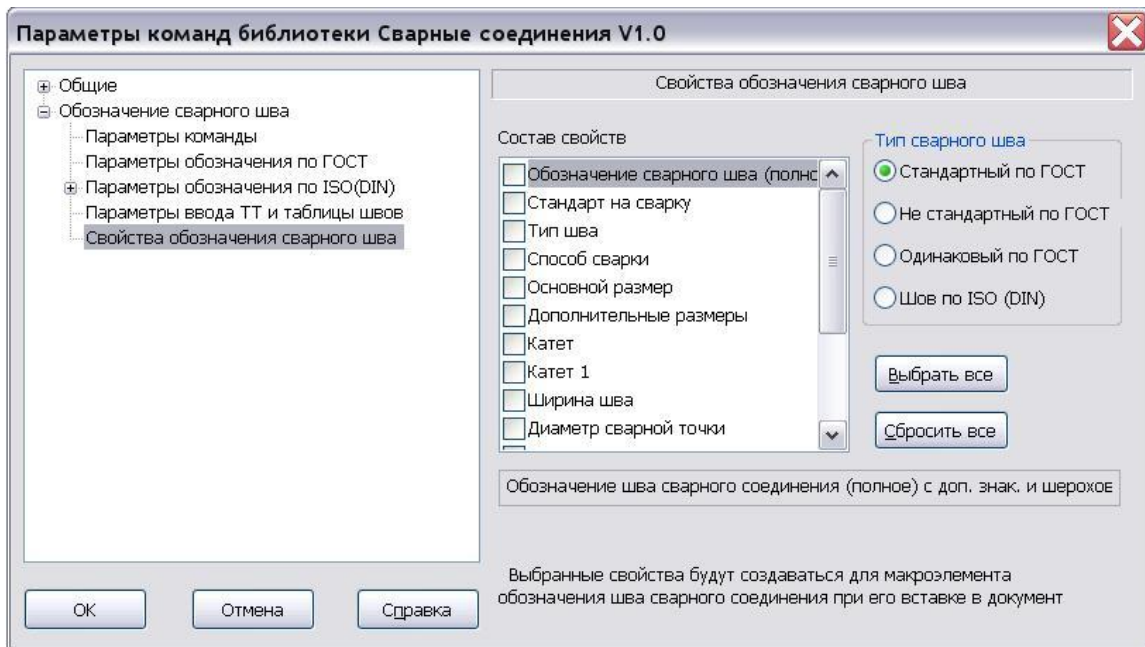 Параметры команд библиотеки Сварные соединения V1.0
Общие
Обозначение сварного шва
Параметры команды
Параметры обозначения по ГОСТ
Параметры обозначения по ISO(DIN)
Параметры ввода ТТ и таблицы швов
Свойства обозначения сварного шва
Свойства обозначения сварного шва
Состав свойств
Обозначение сварного шва (полно
Стандарт на сварку
Тип шва
Способ сварки
Основной размер
Дополнительные размеры
Катет
Катет 1
Ширина шва
Диаметр сварной точки
Тип сварного шва
Стандартный по ГОСТ
Не стандартный по ГОСТ
Одинаковый по ГОСТ
Шов по ISO (DIN)
Выбрать все
Сбросить все
Обозначение шва сварного соединения (полное) с доп. знак. и шерохов
Выбранные свойства будут создаваться для макроэлемента
обозначения шва сварного соединения при его вставке в документ
ОК
Отмена
Справка